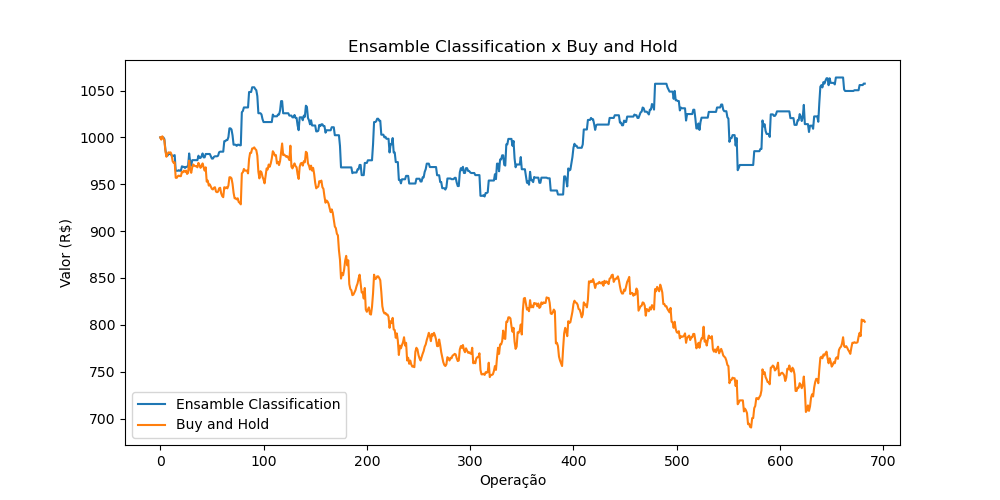 Ensamble Classification x Buy and Hold
Valor (R$)
1050
1000
950
900
850
800
750
700
Ensamble Classification
Buy and Hold
0 100 200 300 400 500 600 700
Operação